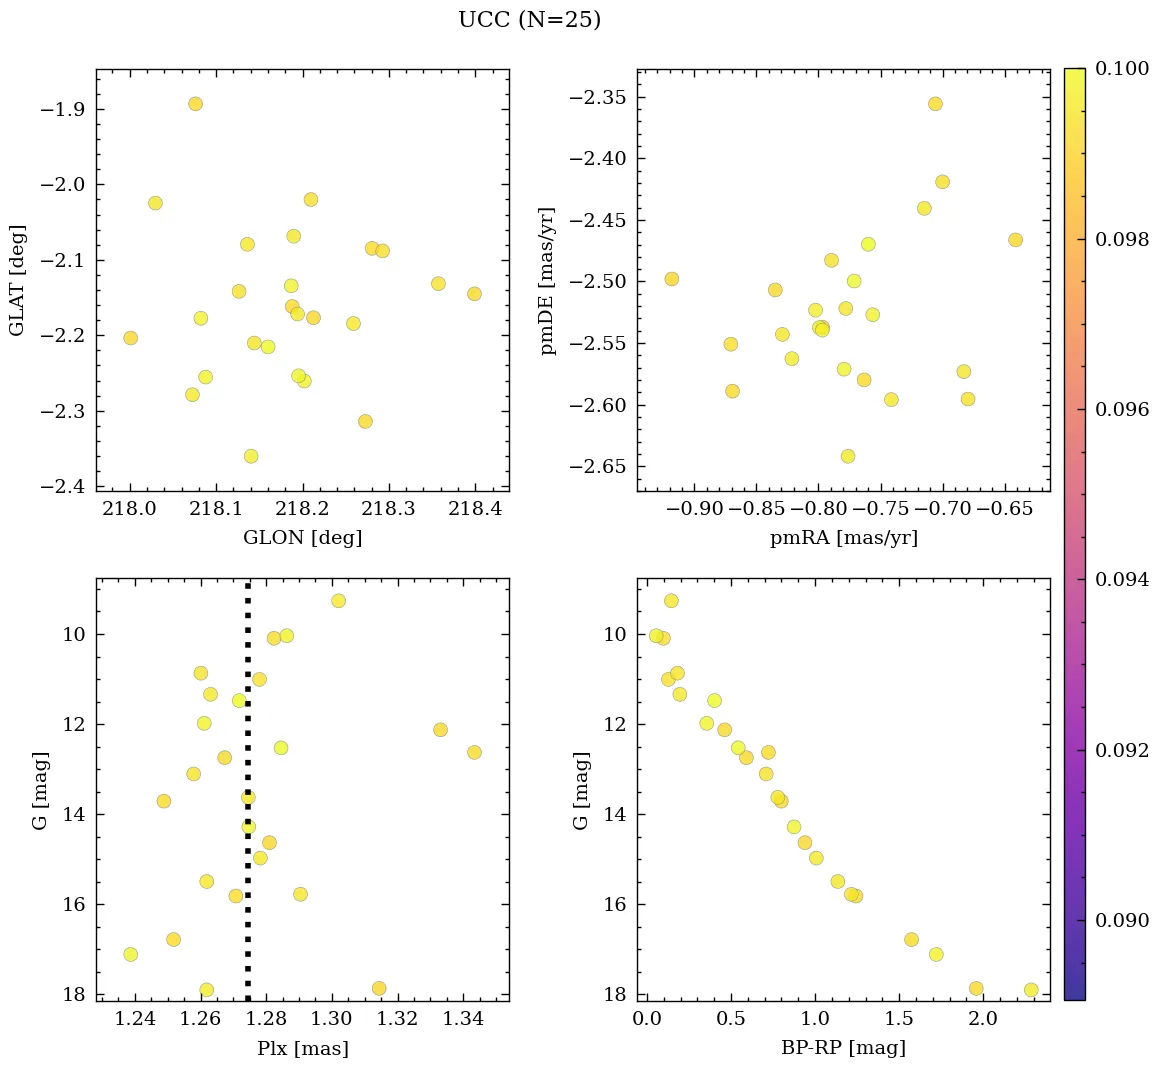 UCC (N=25)
−1.9
−2.0
−2.1
−2.2
−2.3
−2.4
GLAT [deg]
218.0 218.1 218.2 218.3 218.4
GLON [deg]
−2.35
−2.40
−2.45
−2.50
−2.55
−2.60
−2.65
pmDE [mas/yr]
−0.90 −0.85 −0.80 −0.75 −0.70 −0.65
pmRA [mas/yr]
10
12
14
16
18
G [mag]
1.24 1.26 1.28 1.30 1.32 1.34
Plx [mas]
10
12
14
16
18
G [mag]
0.0 0.5 1.0 1.5 2.0
BP-RP [mag]
0.100
0.098
0.096
0.094
0.092
0.090